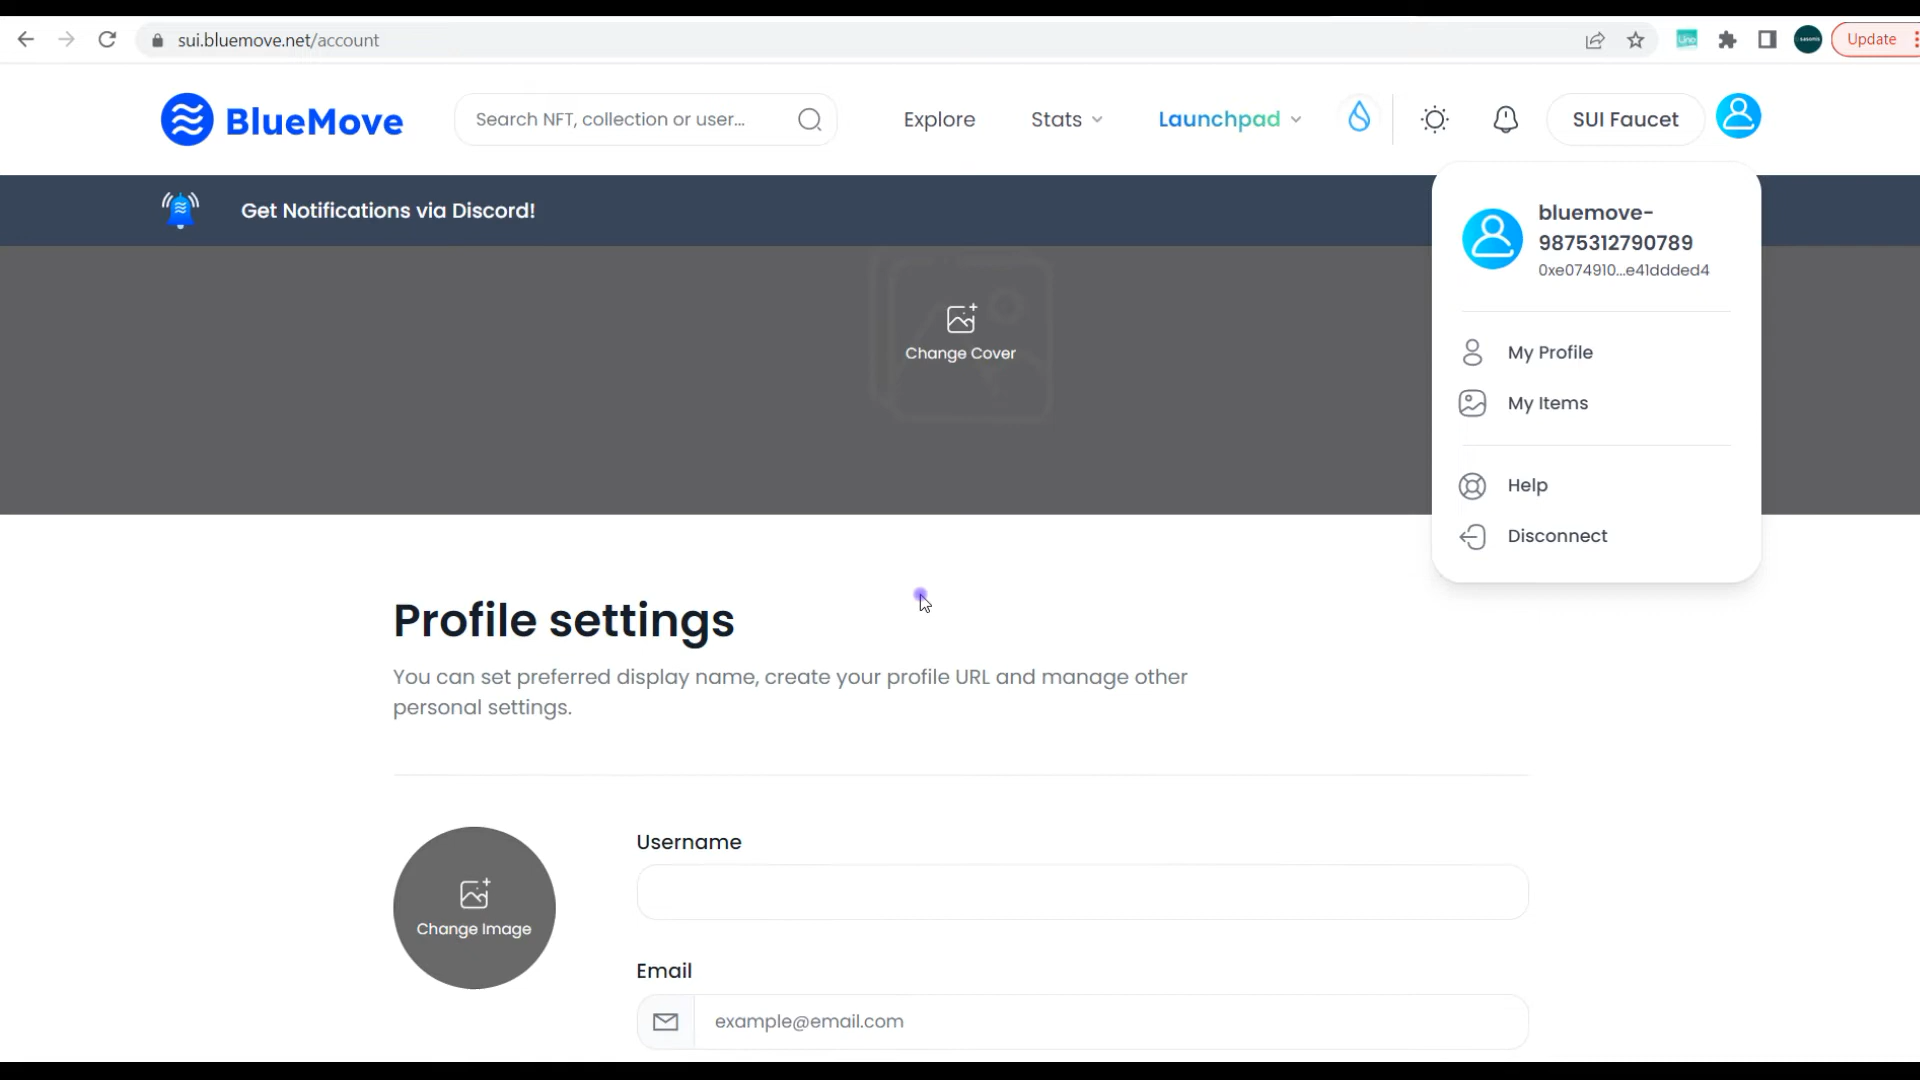 sui.bluemove.net/account
Update
BlueMove
Search NFT, collection or user...
Explore
Stats
Launchpad
SUI Faucet
Get Notifications via Discord!
bluemove-
9875312790789
0xe074910...e41ddded4
My Profile
My Items
Help
Disconnect
Change Cover
Profile settings
You can set preferred display name, create your profile URL and manage other
personal settings.
Change Image
Username
Email
example@email.com